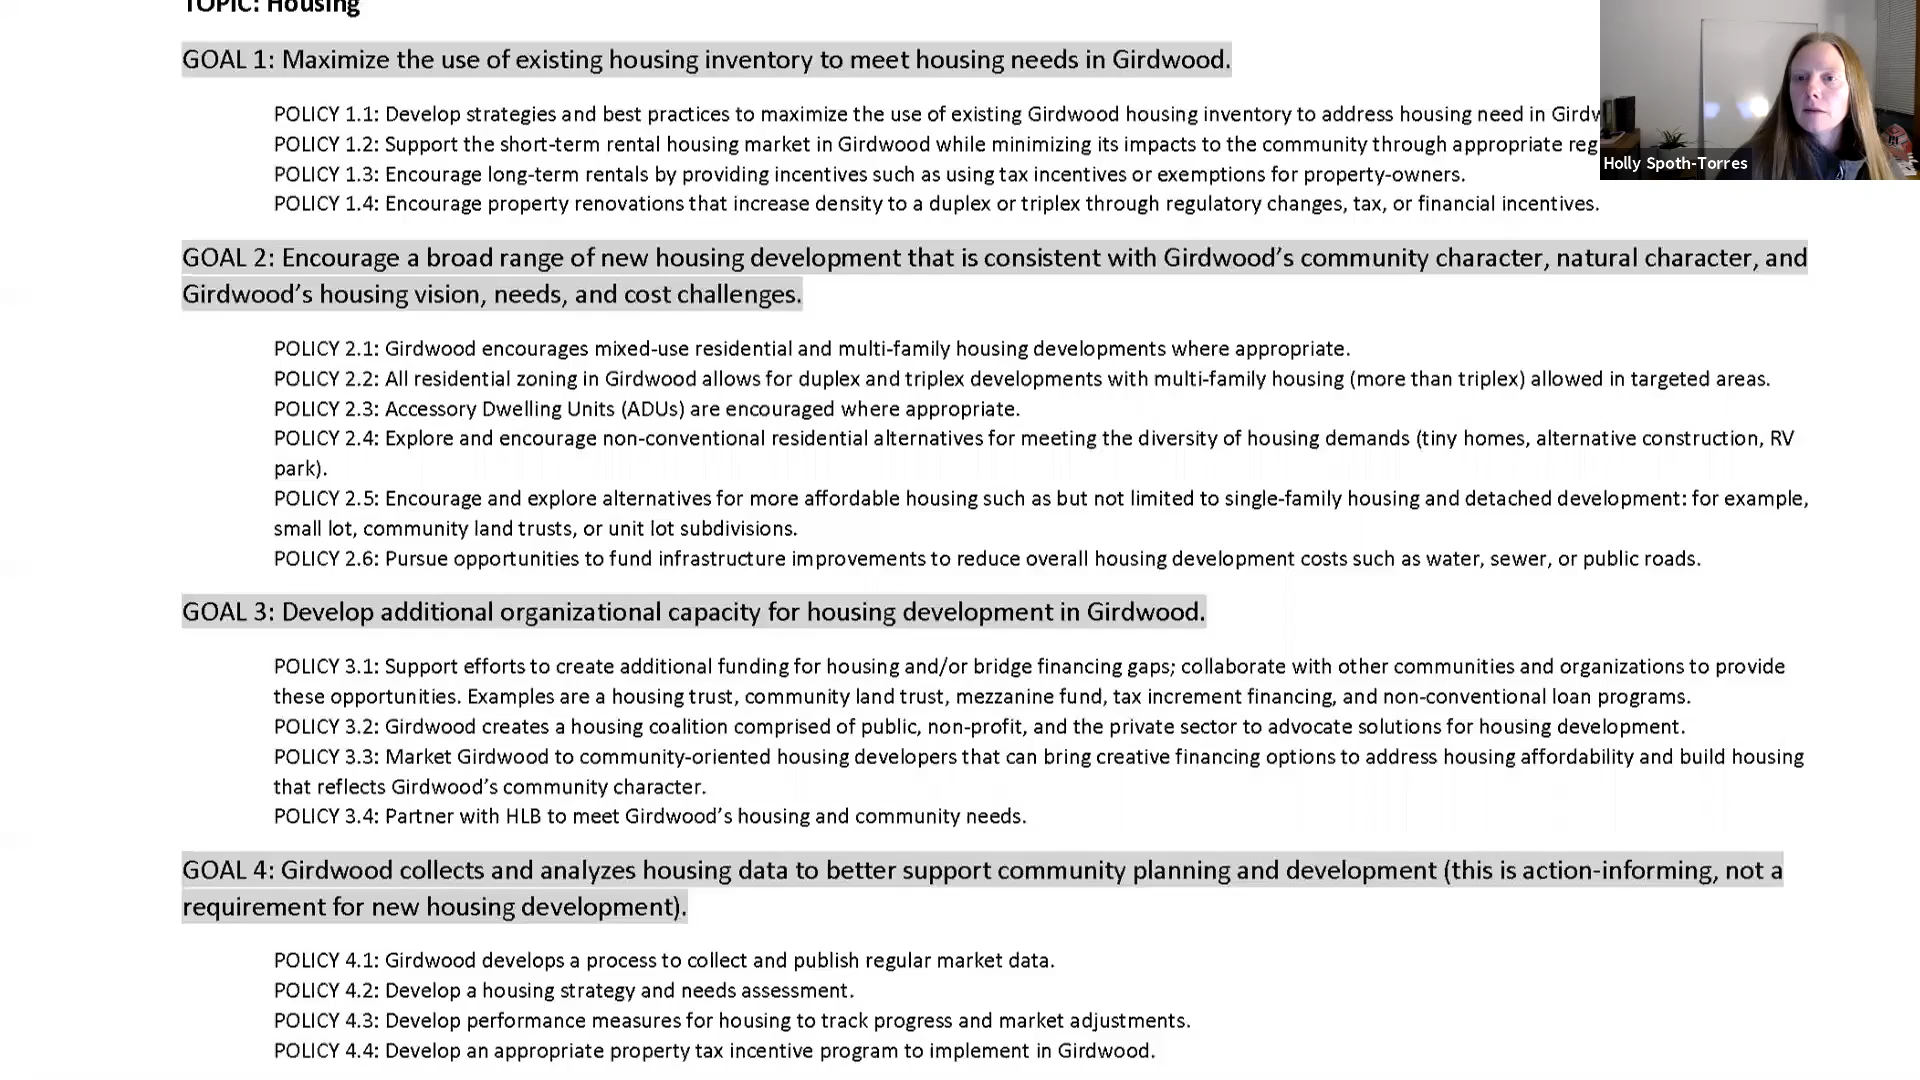 TOPIC: Housing
GOAL 1: Maximize the use of existing housing inventory to meet housing needs in Girdwood.
POLICY 1.1: Develop strategies and best practices to maximize the use of existing Girdwood housing inventory to address housing need in
POLICY 1.2: Support the short-term rental housing market in Girdwood while minimizing its impacts to the community through appropriate
Holly Spoth-Torres
POLICY 1.3: Encourage long-term rentals by providing incentives such as using tax incentives or exemptions for property-owners.
POLICY 1.4: Encourage property renovations that increase density to a duplex or triplex through regulatory changes, tax, or financial incentives.
GOAL 2: Encourage a broad range of new housing development that is consistent with Girdwood’s community character, natural character, and
Girdwood’s housing vision, needs, and cost challenges.
POLICY 2.1: Girdwood encourages mixed-use residential and multi-family housing developments where appropriate.
POLICY 2.2: All residential zoning in Girdwood allows for duplex and triplex developments with multi-family housing (more than triplex) allowed in targeted areas.
POLICY 2.3: Accessory Dwelling Units (ADUs) are encouraged where appropriate.
POLICY 2.4: Explore and encourage non-conventional residential alternatives for meeting the diversity of housing demands (tiny homes, alternative construction, RV
park).
POLICY 2.5: Encourage and explore alternatives for more affordable housing such as but not limited to single-family housing and detached development: for example,
small lot, community land trusts, or unit lot subdivisions.
POLICY 2.6: Pursue opportunities to fund infrastructure improvements to reduce overall housing development costs such as water, sewer, or public roads.
GOAL 3: Develop additional organizational capacity for housing development in Girdwood.
POLICY 3.1: Support efforts to create additional funding for housing and/or bridge financing gaps; collaborate with other communities and organizations to provide
these opportunities. Examples are a housing trust, community land trust, mezzanine fund, tax increment financing, and non-conventional loan programs.
POLICY 3.2: Girdwood creates a housing coalition comprised of public, non-profit, and the private sector to advocate solutions for housing development.
POLICY 3.3: Market Girdwood to community-oriented housing developers that can bring creative financing options to address housing affordability and build housing
that reflects Girdwood’s community character.
POLICY 3.4: Partner with HLB to meet Girdwood’s housing and community needs.
GOAL 4: Girdwood collects and analyzes housing data to better support community planning and development (this is action-informing, not a
requirement for new housing development).
POLICY 4.1: Girdwood develops a process to collect and publish regular market data.
POLICY 4.2: Develop a housing strategy and needs assessment.
POLICY 4.3: Develop performance measures for housing to track progress and market adjustments.
POLICY 4.4: Develop an appropriate property tax incentive program to implement in Girdwood.